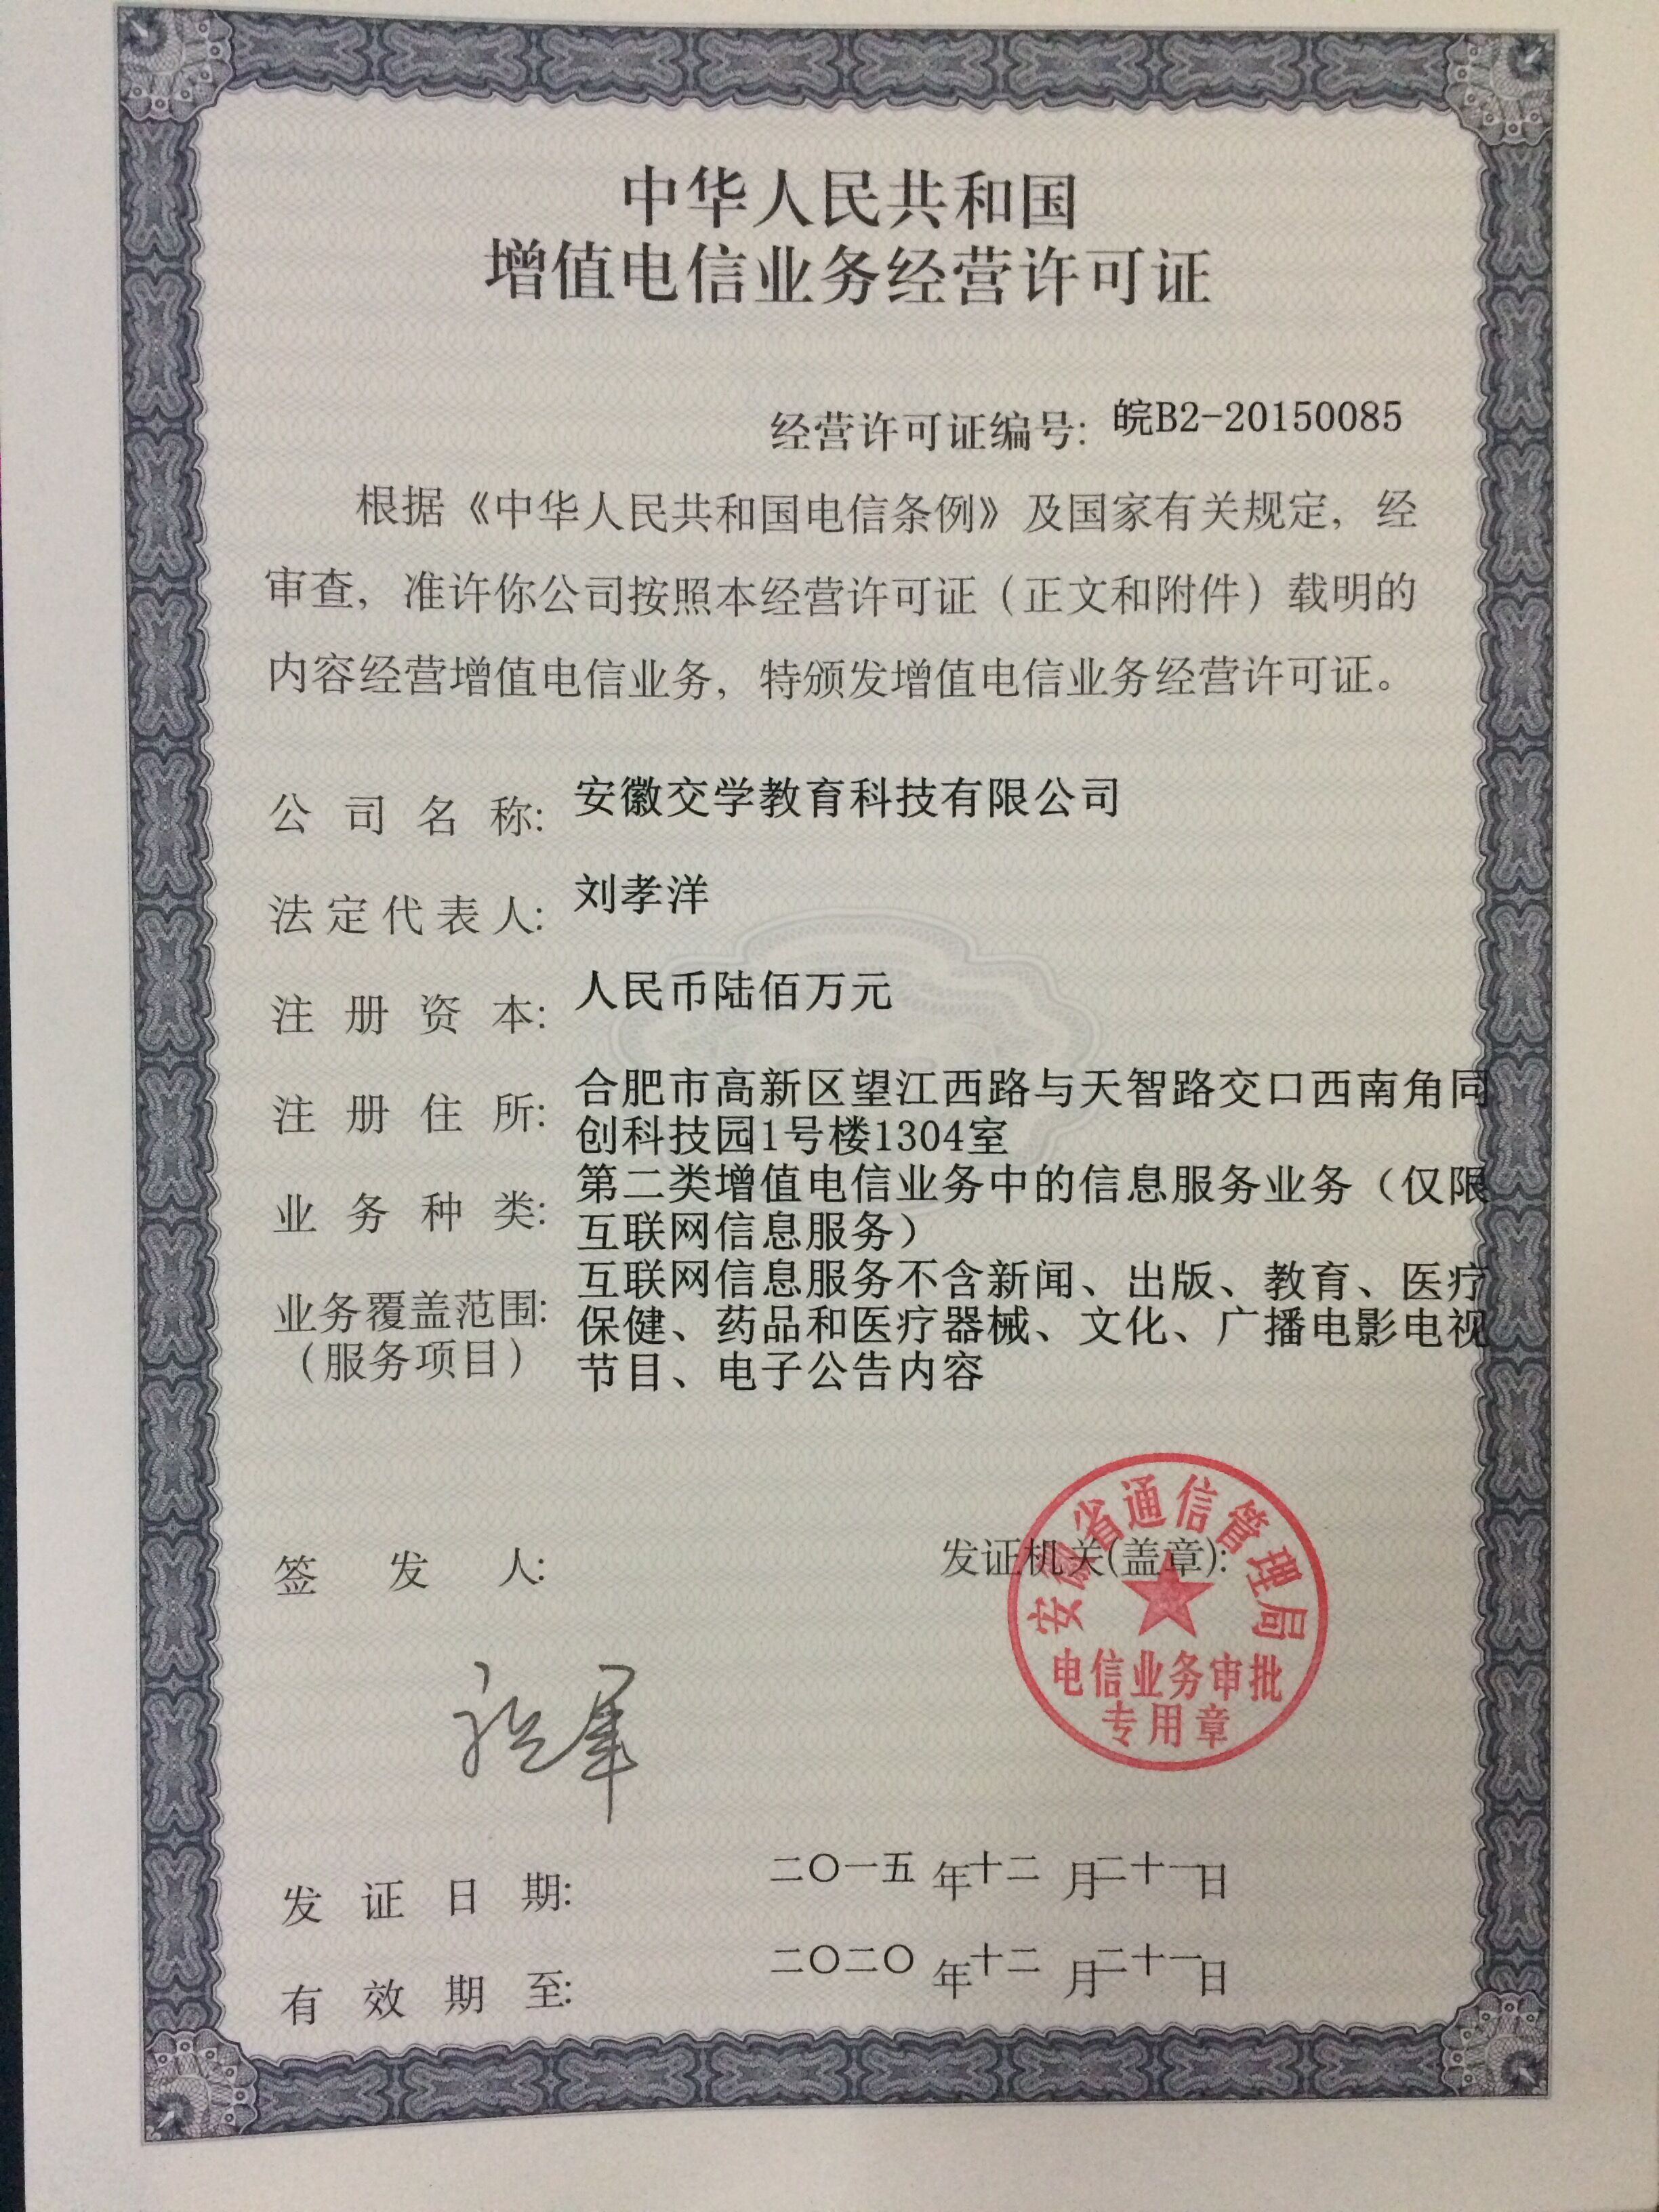 中华人民共和国
增值电信业务经营许可证
经营许可证编号: 皖B2-20150085
根据《中华人民共和国电信条例》及国家有关规定，经
审查，准许你公司按照本经营许可证（正文和附件）载明的
内容经营增值电信业务，特颁发增值电信业务经营许可证。
公司名称: 安徽交学教育科技有限公司
法定代表人: 刘孝洋
注册资本: 人民币陆佰万元
注册住所: 合肥市高新区望江西路与天智路交口西南角同
创科技园1号楼1304室
业务种类: 第二类增值电信业务中的信息服务业务（仅限
互联网信息服务）
业务覆盖范围: 互联网信息服务不含新闻、出版、教育、医疗
（服务项目） 保健、药品和医疗器械、文化、广播电影电视
节目、电子公告内容
签发人:
发证机关(盖章):
安徽省通信管理局
电信业务审批
专用章
发证日期: 二〇一五年十二月二十一日
有效期至: 二〇二〇年十二月二十一日